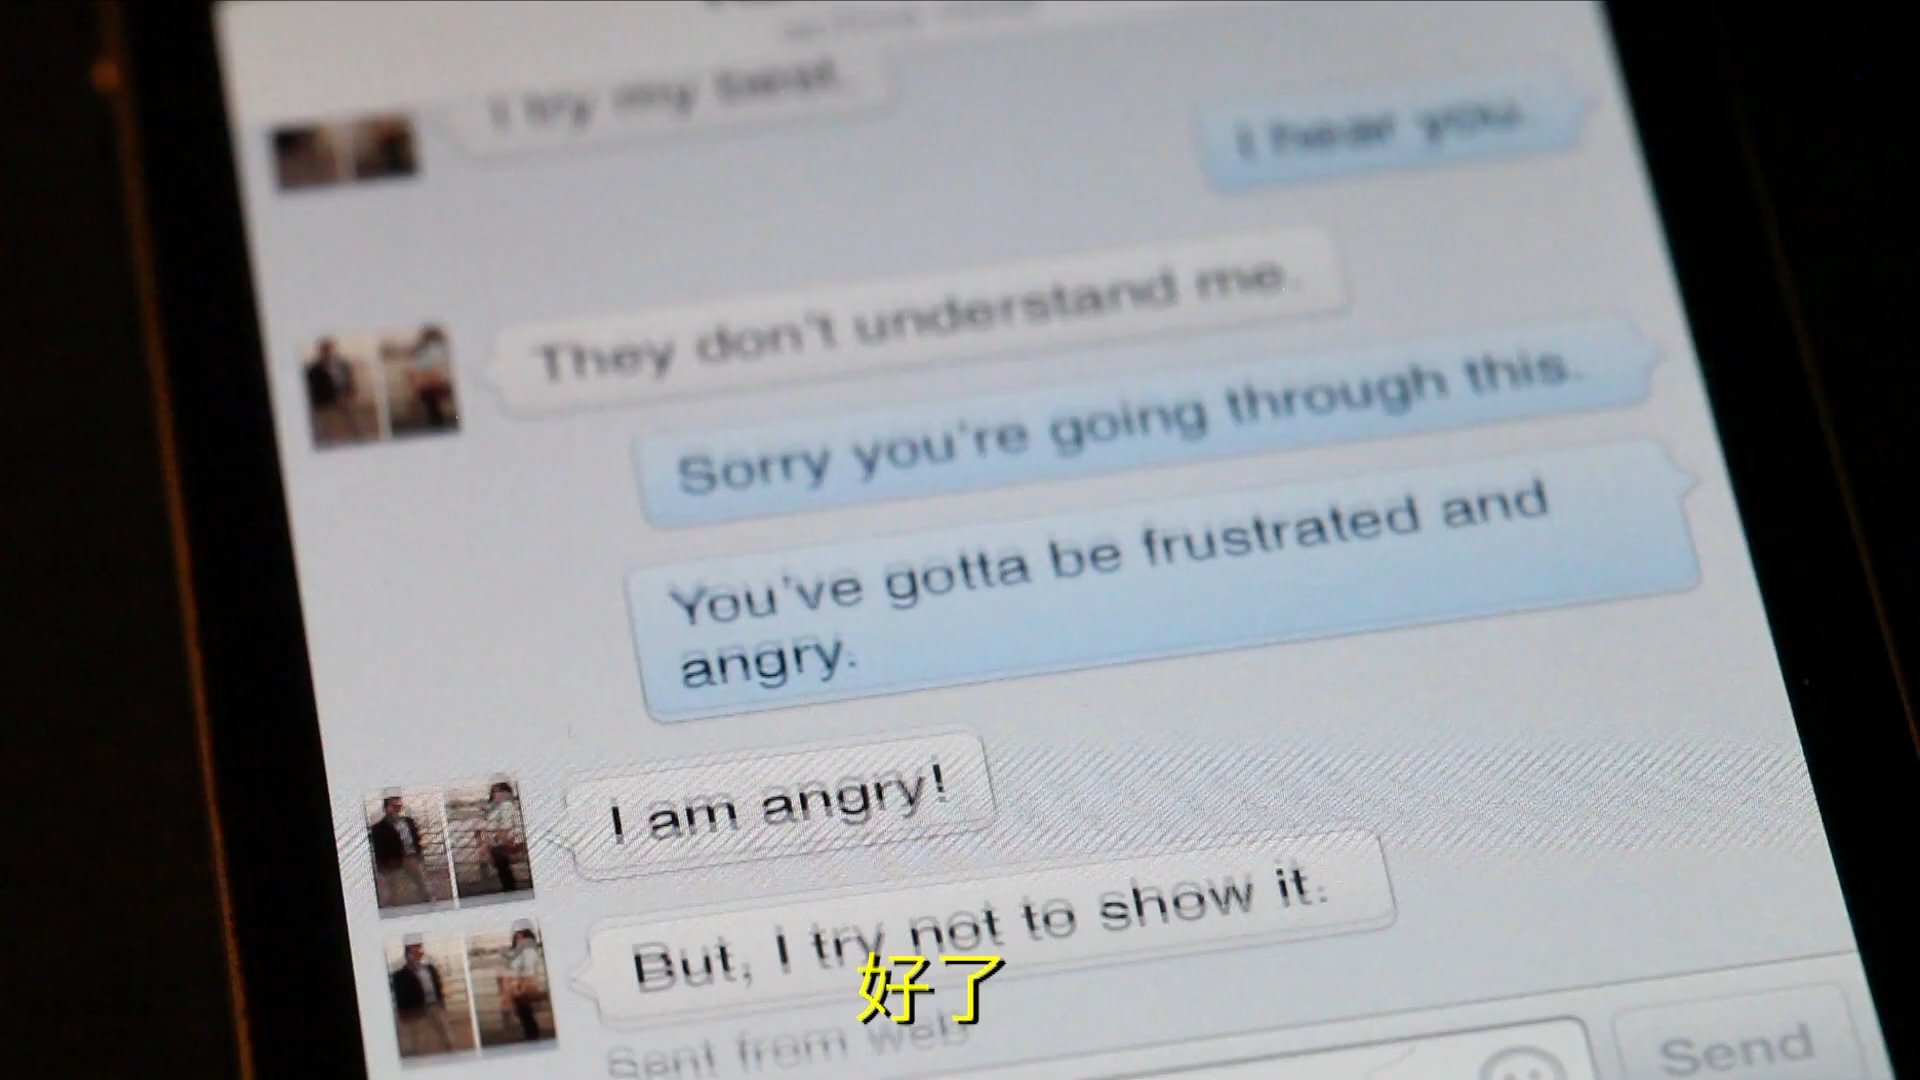 I try my best.
I hear you.
They don't understand me.
Sorry you're going through this.
You've gotta be frustrated and
angry.
I am angry!
But, I try not to show it.
好了
Sent from web
Send